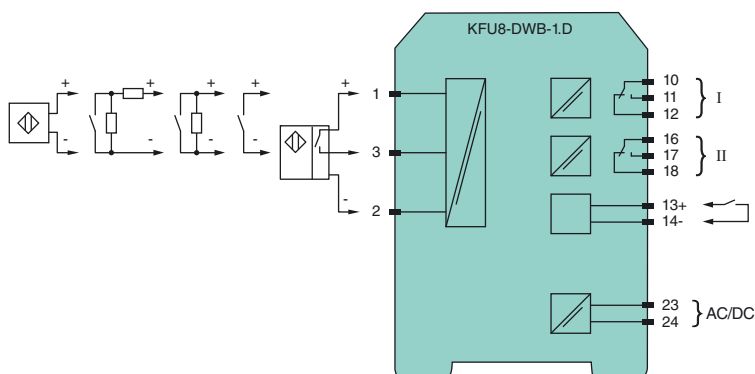 KFU8-DWB-1.D
+ + + + +
- - - - -
1
3
2
10
11
12
I
16
17
18
II
13+
14-
23
24
AC/DC